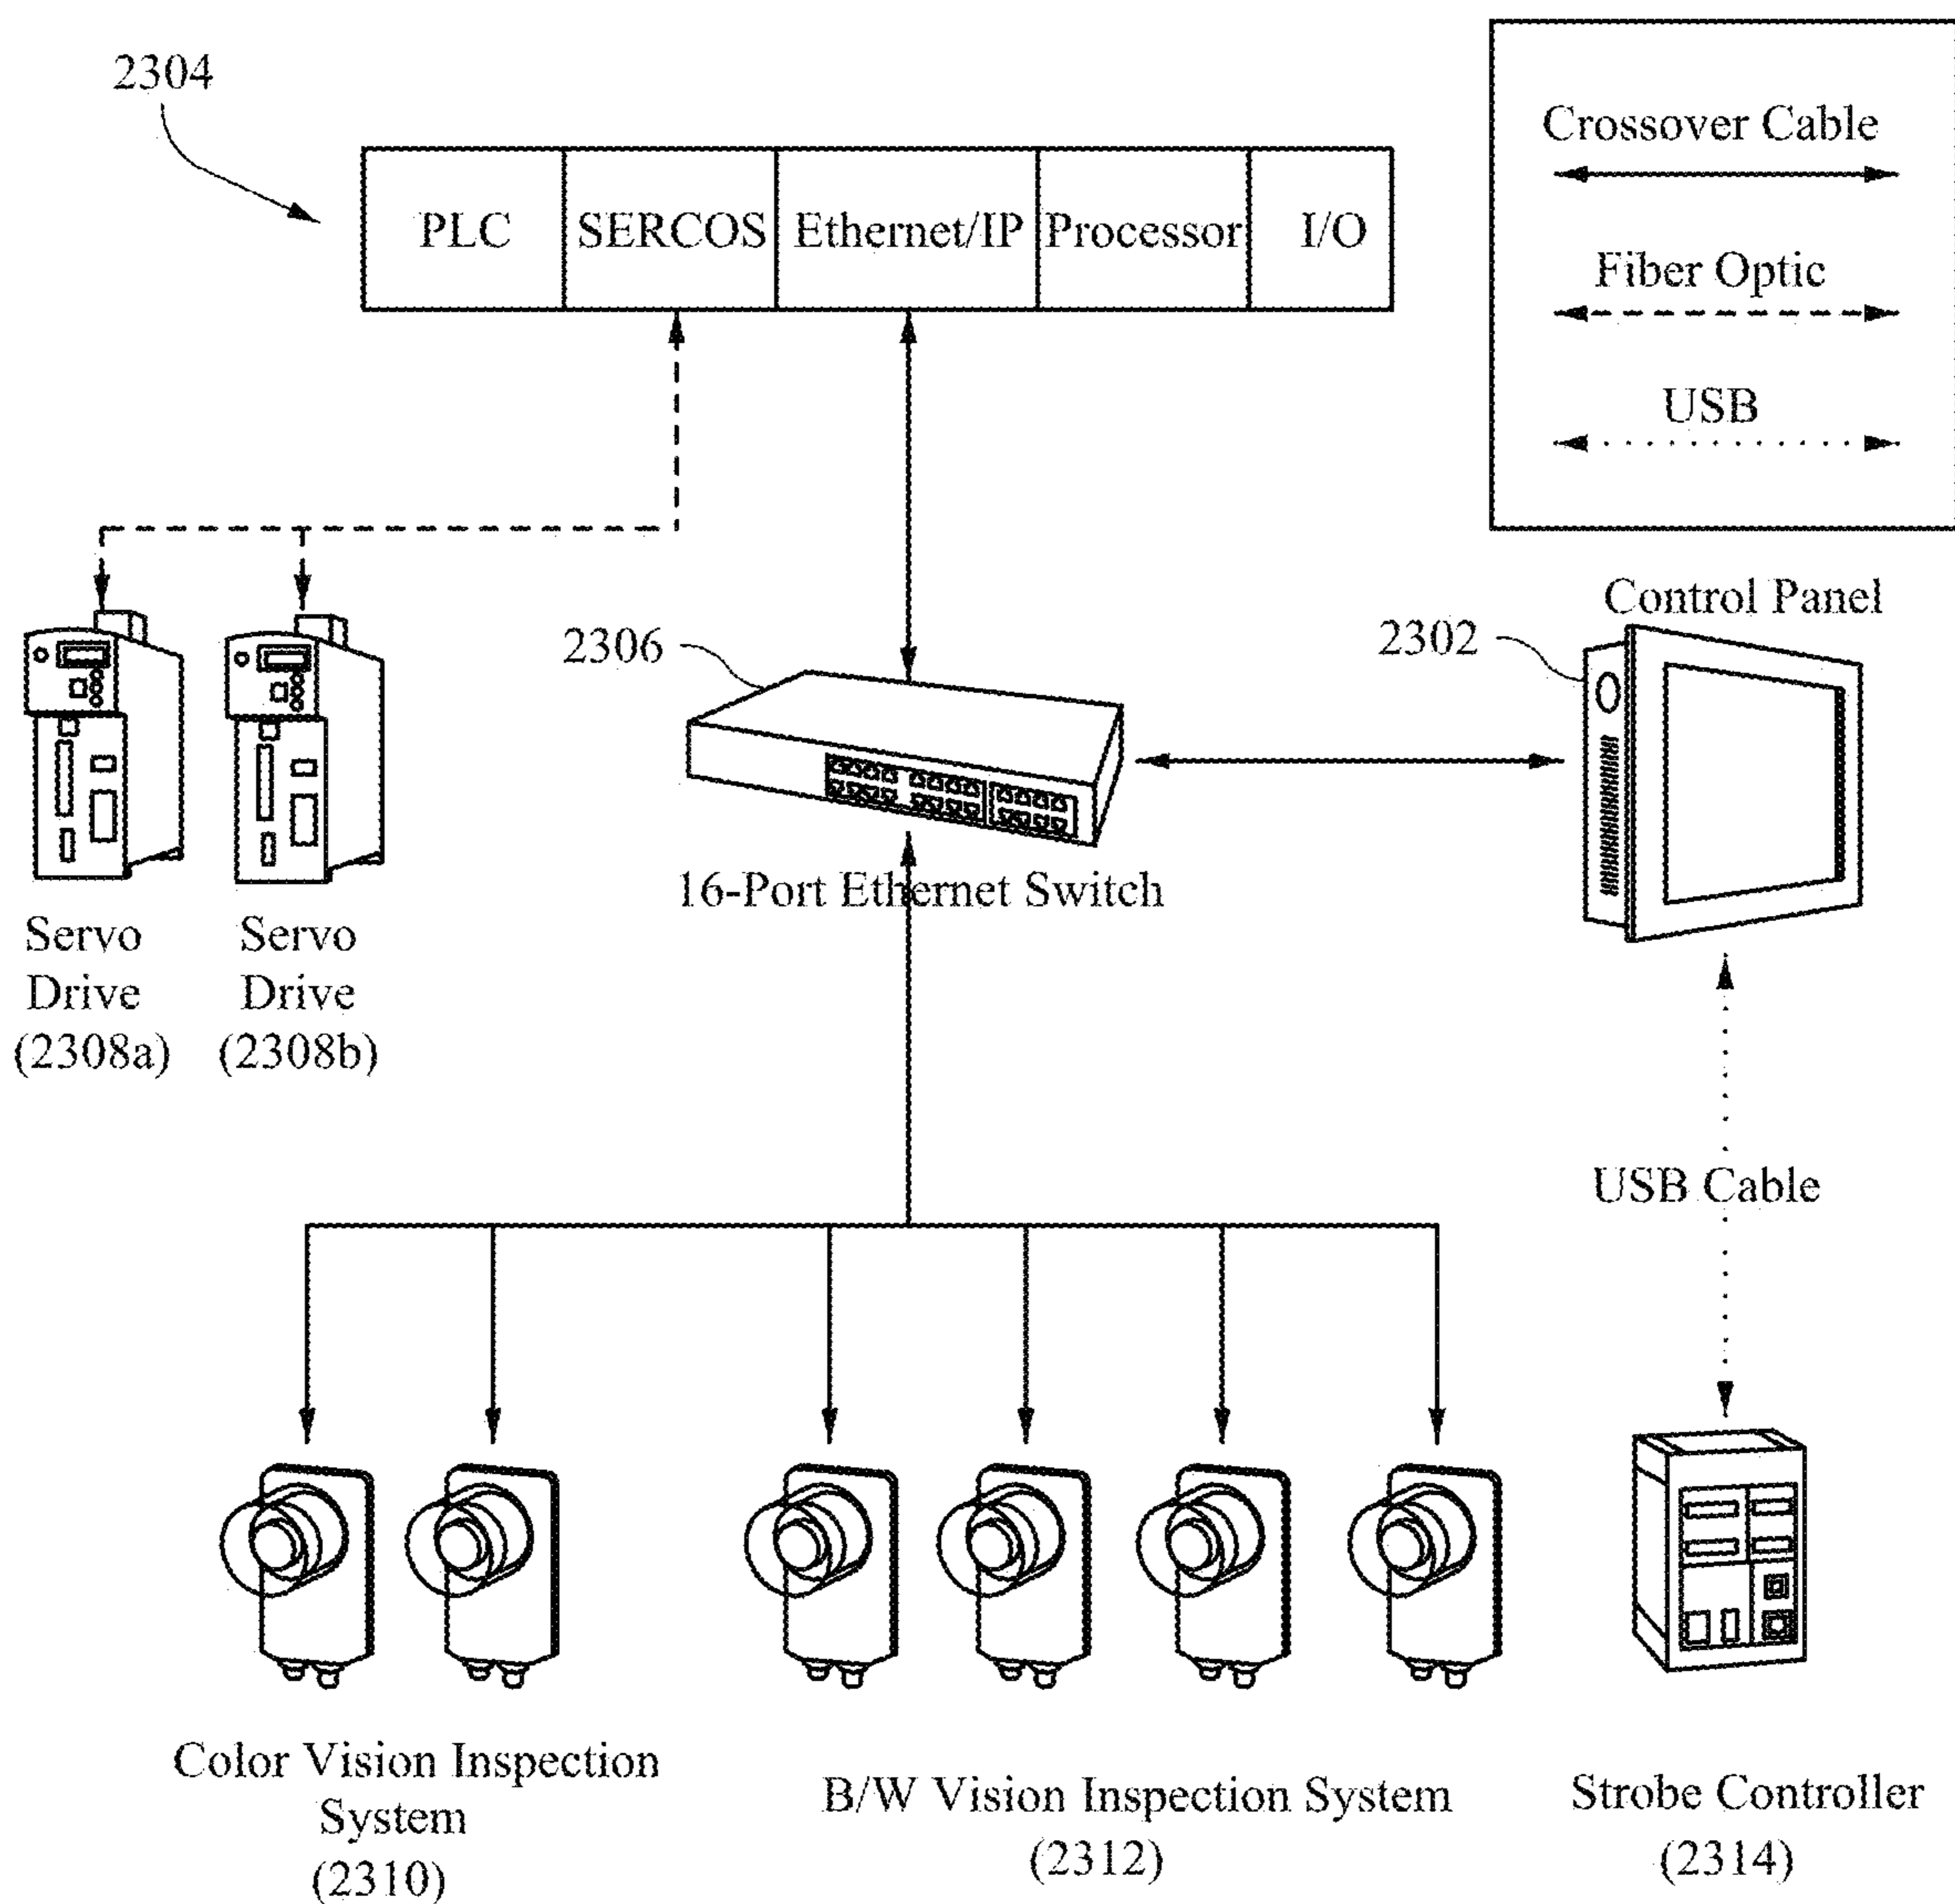 2304
PLC
SERCOS
Ethernet/IP
Processor
I/O
Crossover Cable
Fiber Optic
USB
Control Panel
2306
2302
16-Port Ethernet Switch
Servo
Drive
(2308a)
Servo
Drive
(2308b)
USB Cable
Color Vision Inspection
System
(2310)
B/W Vision Inspection System
(2312)
Strobe Controller
(2314)